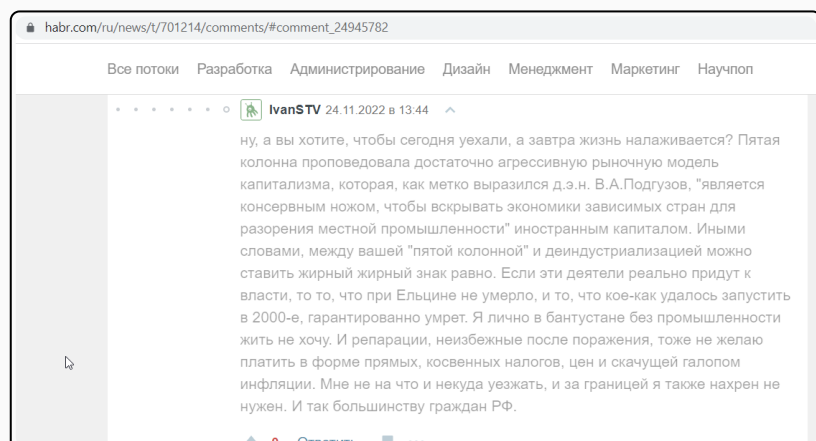 habr.com/ru/news/t/701214/comments/#comment_24945782
Все потоки Разработка Администрирование Дизайн Менеджмент Маркетинг Научпоп
IvanSTV 24.11.2022 в 13:44
ну, а вы хотите, чтобы сегодня уехали, а завтра жизнь налаживается? Пятая
колонна проповедовала достаточно агрессивную рыночную модель
капитализма, которая, как метко выразился д.э.н. В.А.Подгузов, "является
консервным ножом, чтобы вскрывать экономики зависимых стран для
разорения местной промышленности" иностранным капиталом. Иными
словами, между вашей "пятой колонной" и деиндустриализацией можно
ставить жирный жирный знак равно. Если эти деятели реально придут к
власти, то то, что при Ельцине не умерло, и то, что кое-как удалось запустить
в 2000-е, гарантированно умрет. Я лично в бантустане без промышленности
жить не хочу. И репарации, неизбежные после поражения, тоже не желаю
платить в форме прямых, косвенных налогов, цен и скачущей галопом
инфляции. Мне не на что и некуда уезжать, и за границей я также нахрен не
нужен. И так большинству граждан РФ.
Ответить